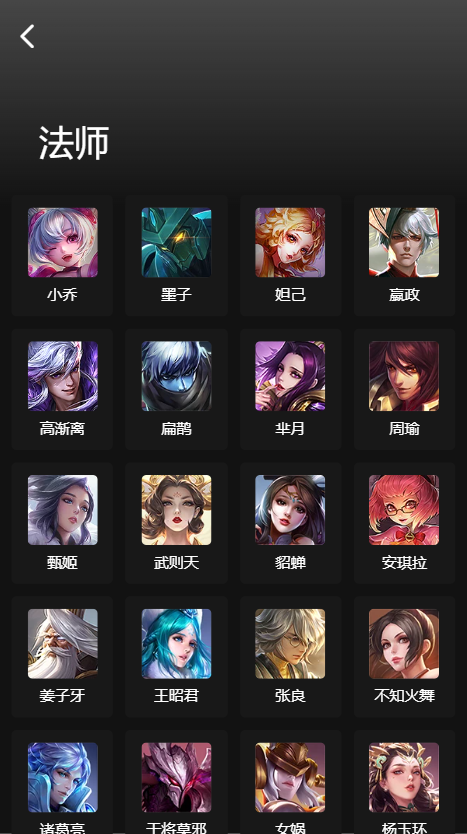 法师
小乔
墨子
妲己
嬴政
高渐离
扁鹊
芈月
周瑜
甄姬
武则天
貂蝉
安琪拉
姜子牙
王昭君
张良
不知火舞
诸葛亮
干将莫邪
女娲
杨玉环